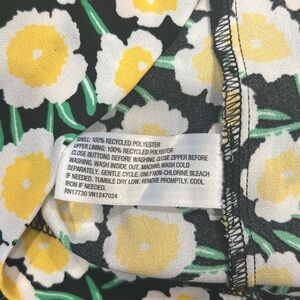 SHELL: 100% RECYCLED POLYESTER
UPPER LINING: 100% RECYCLED POLYESTER
CLOSE BUTTONS BEFORE WASHING. CLOSE ZIPPER BEFORE
WASHING. WASH INSIDE OUT. MACHINE WASH COLD
SEPARATELY. GENTLE CYCLE. ONLY NON-CHLORINE BLEACH
IF NEEDED. TUMBLE DRY LOW. REMOVE PROMPTLY. COOL
IRON IF NEEDED.
RN17730 VN1247024